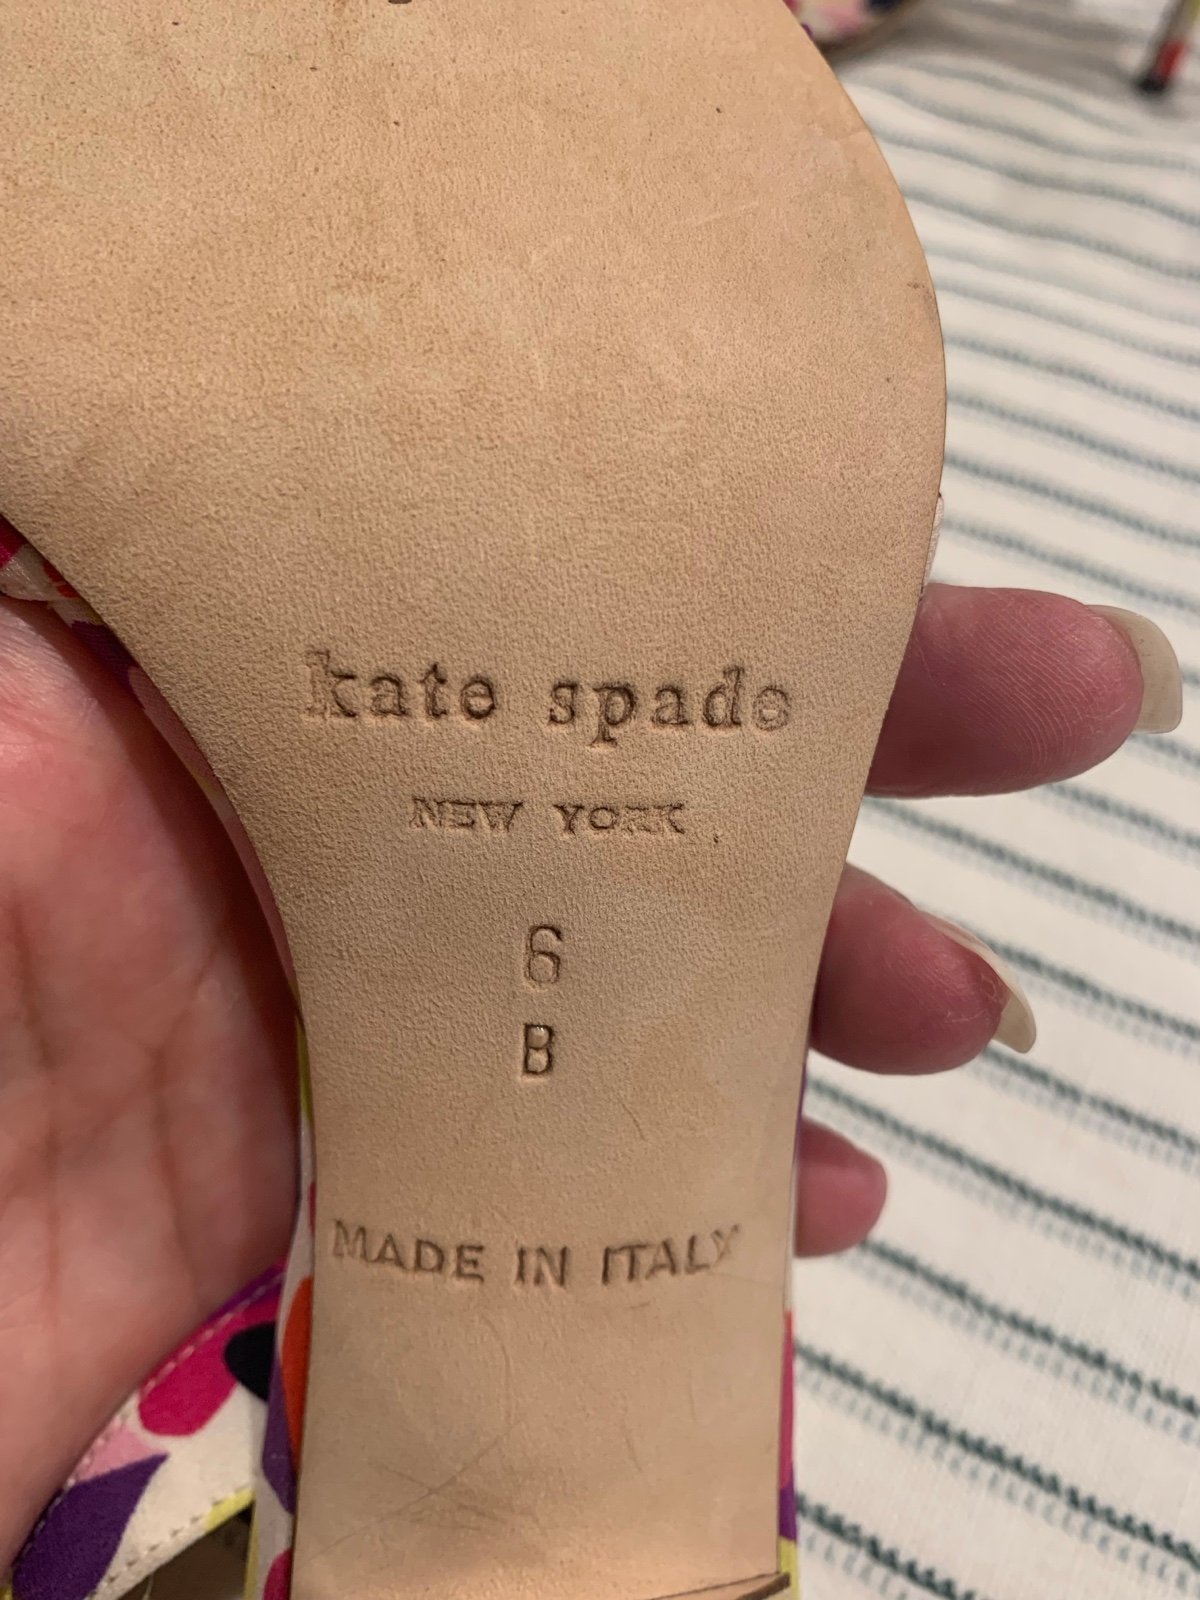 kate spade
NEW YORK
6
B
MADE IN ITALY